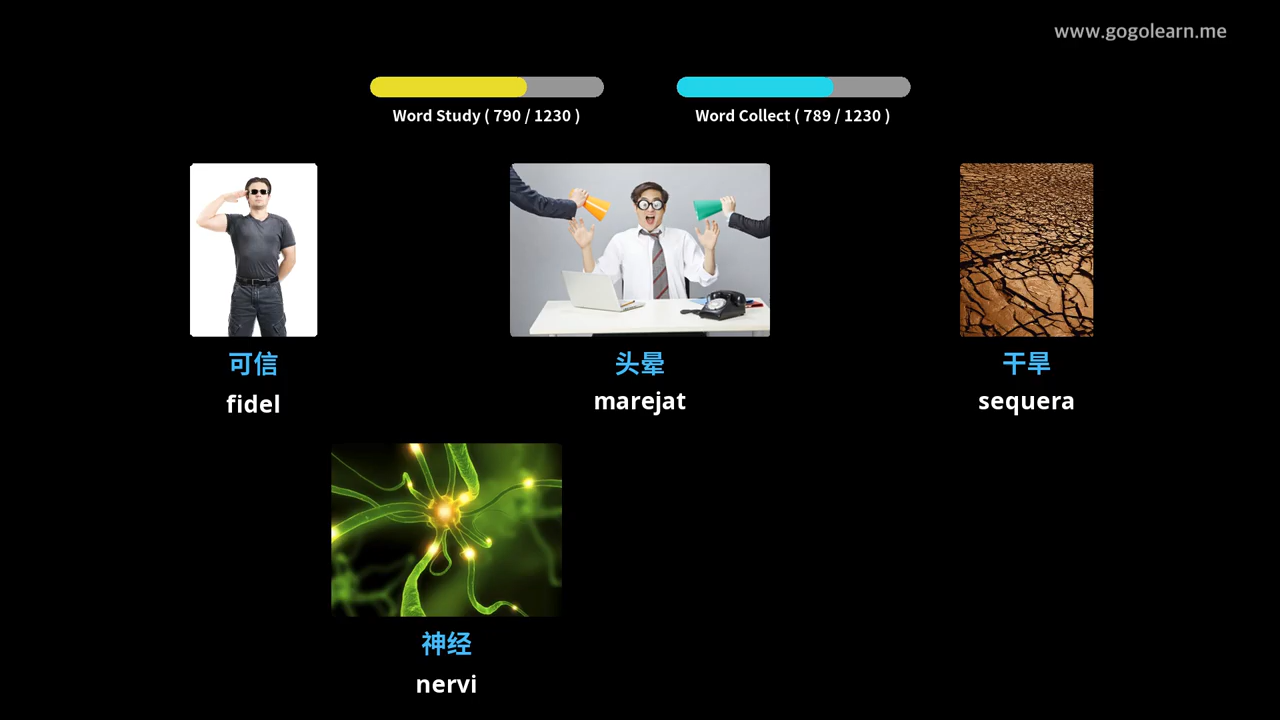 www.gogolearn.me
Word Study ( 790 / 1230 )
Word Collect ( 789 / 1230 )
可信
fidel
头晕
marejat
干旱
sequera
神经
nervi